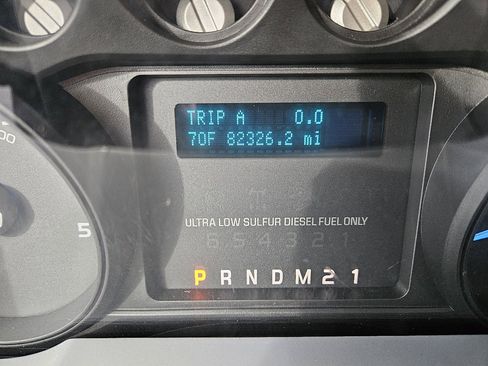 TRIP A 0.0
70F 82326.2 mi
ULTRA LOW SULFUR DIESEL FUEL ONLY
6 5 4 3 2 1
P R N D M 2 1
5